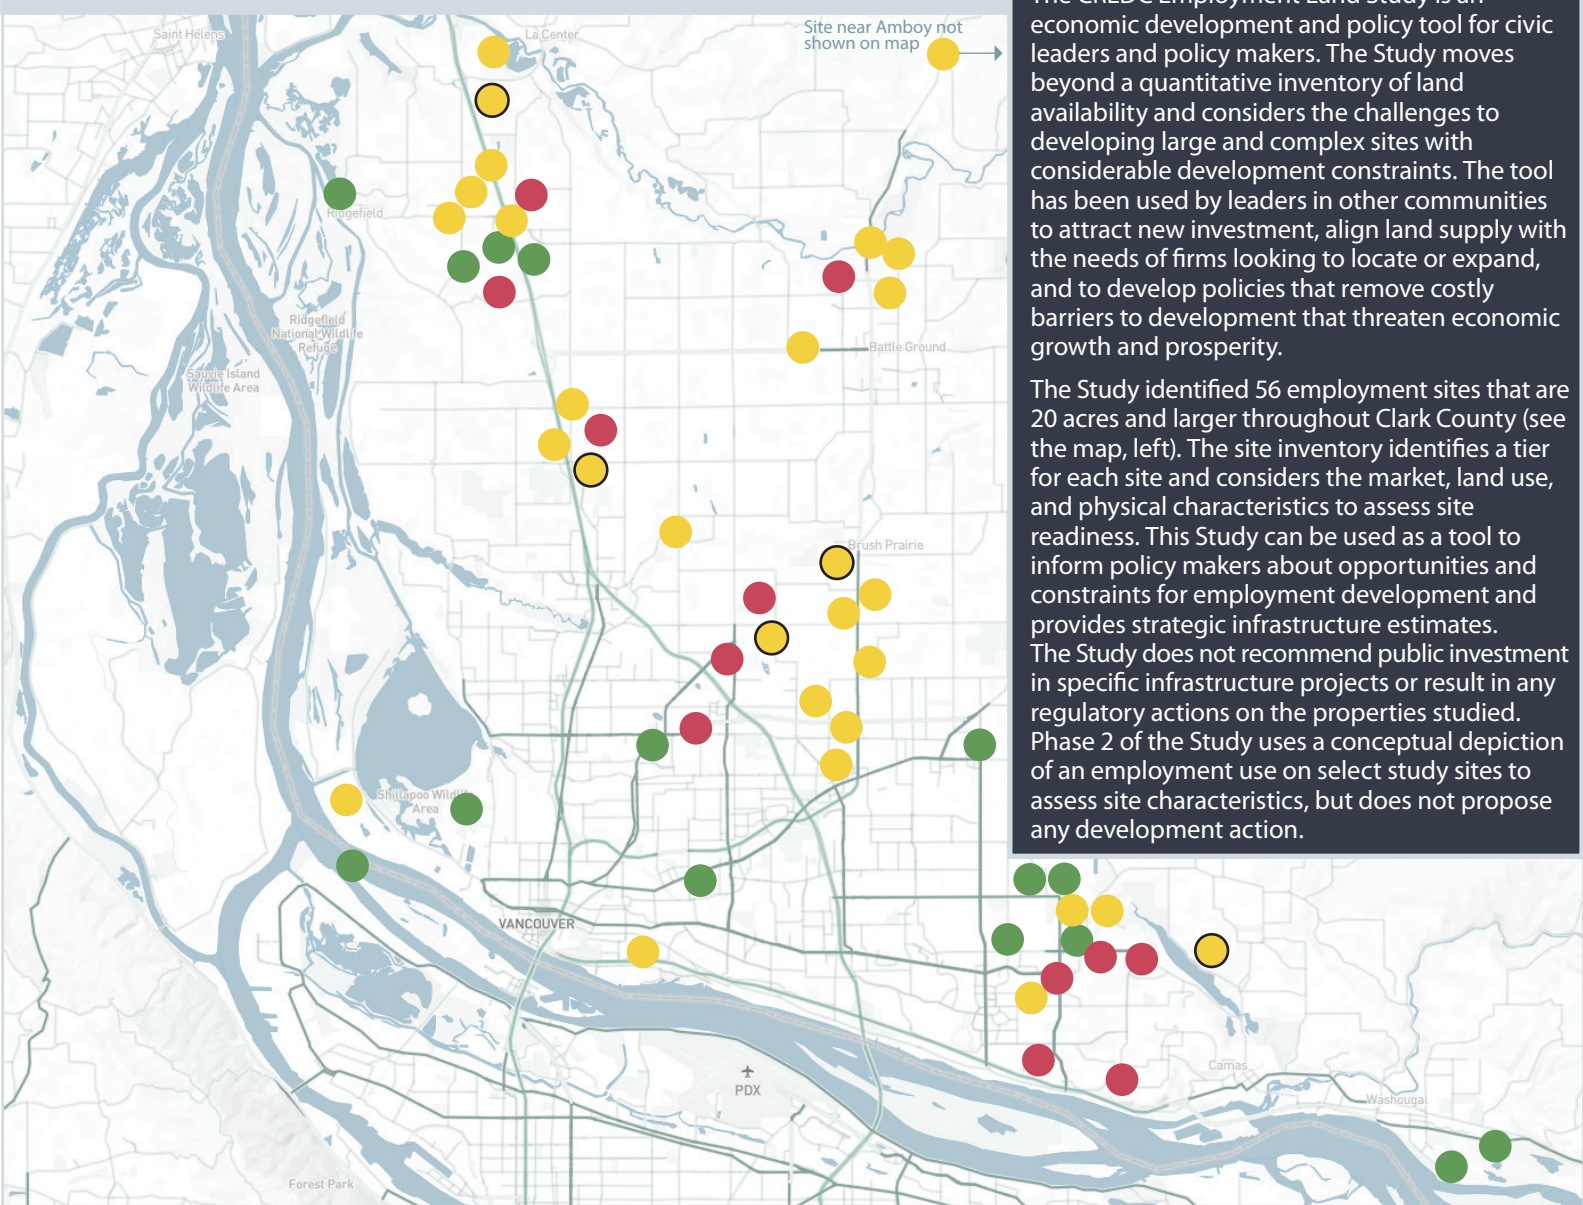 Saint Helens
La Center
Site near Amboy not
shown on map
Ridgefield
Ridgefield
National Wildlife
Refuge
Sauvie Island
Wildlife Area
Battle Ground
Brush Prairie
Shillapoo Wildlife
Area
VANCOUVER
PDX
Camas
Washougal
Forest Park
The CREDC Employment Land Study is an
economic development and policy tool for civic
leaders and policy makers. The Study moves
beyond a quantitative inventory of land
availability and considers the challenges to
developing large and complex sites with
considerable development constraints. The tool
has been used by leaders in other communities
to attract new investment, align land supply with
the needs of firms looking to locate or expand,
and to develop policies that remove costly
barriers to development that threaten economic
growth and prosperity.
The Study identified 56 employment sites that are
20 acres and larger throughout Clark County (see
the map, left). The site inventory identifies a tier
for each site and considers the market, land use,
and physical characteristics to assess site
readiness. This Study can be used as a tool to
inform policy makers about opportunities and
constraints for employment development and
provides strategic infrastructure estimates.
The Study does not recommend public investment
in specific infrastructure projects or result in any
regulatory actions on the properties studied.
Phase 2 of the Study uses a conceptual depiction
of an employment use on select study sites to
assess site characteristics, but does not propose
any development action.